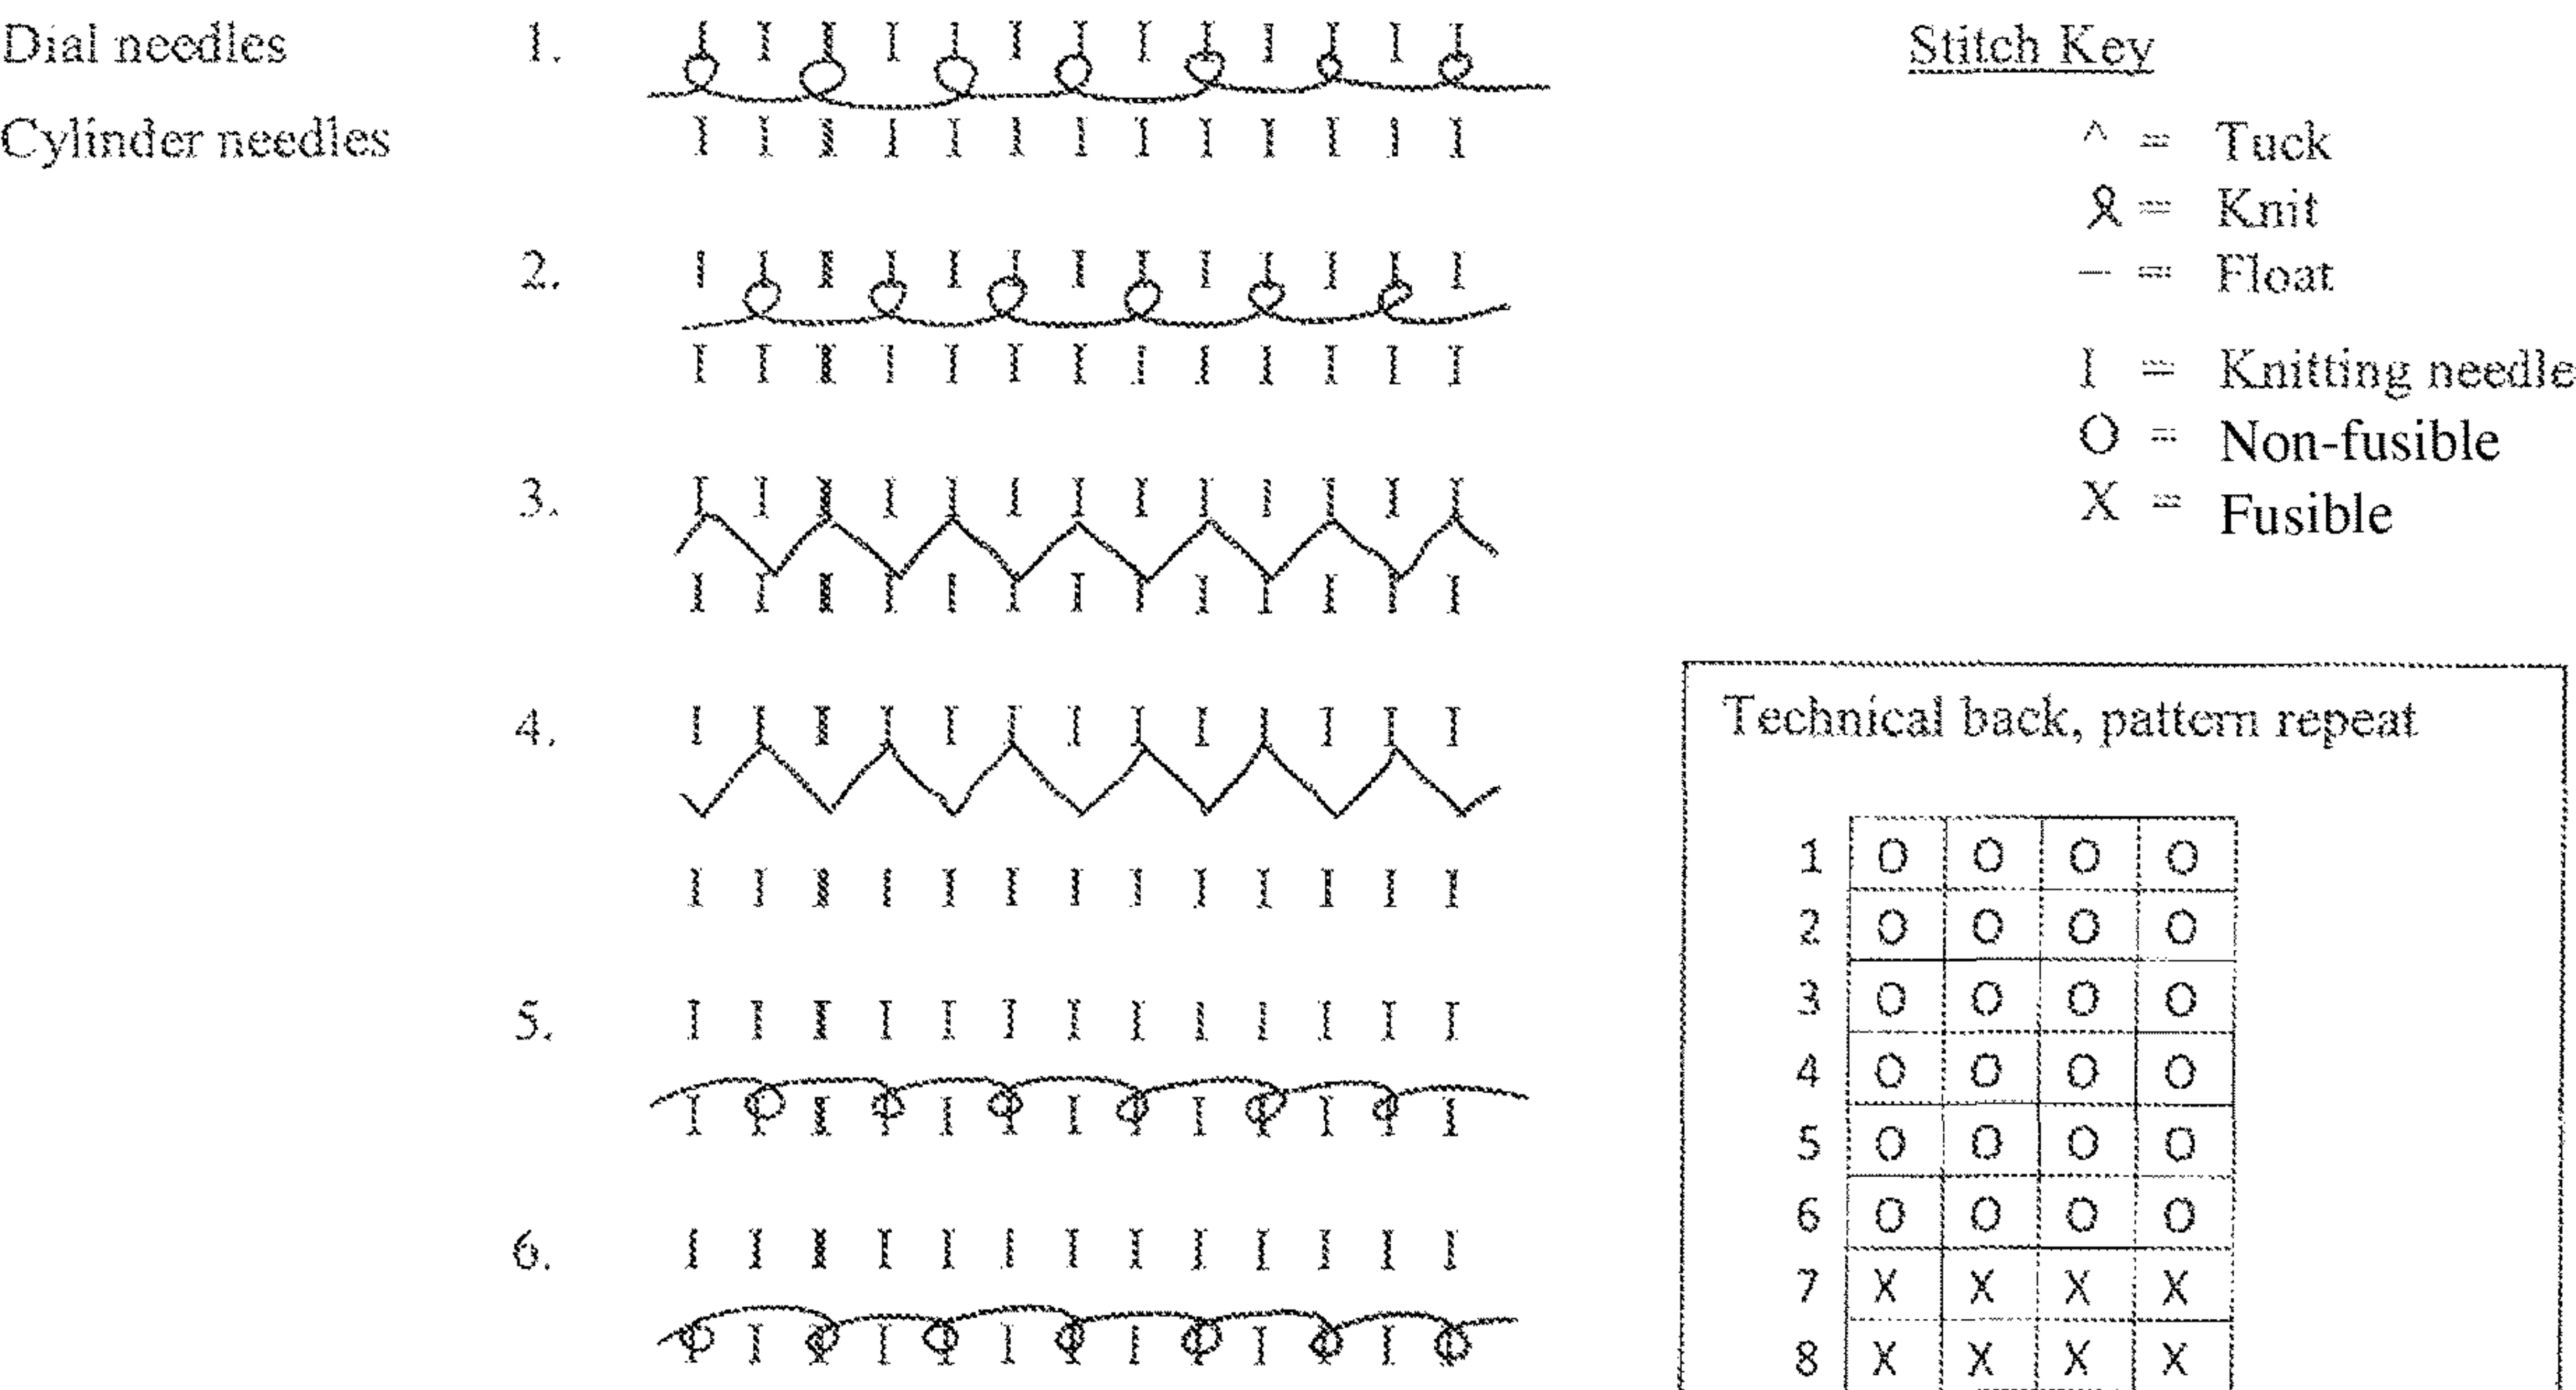 Dial needles
Cylinder needles
1.
2.
3.
4.
5.
6.
Stitch Key
^ = Tuck
= Knit
– = Float
I = Knitting needle
O = Non-fusible
X = Fusible
Technical back, pattern repeat
1 O O O O
2 O O O O
3 O O O O
4 O O O O
5 O O O O
6 O O O O
7 X X X X
8 X X X X